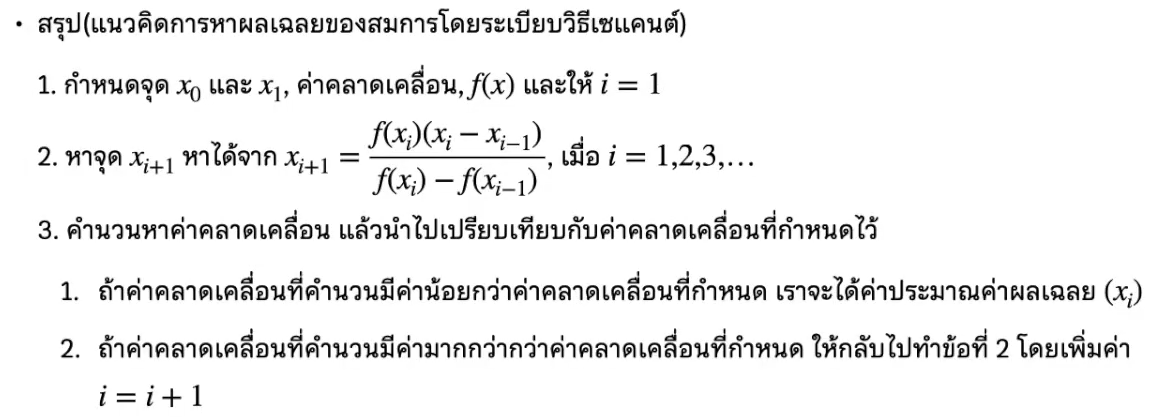 • สรุป(แนวคิดการหาผลเฉลยของสมการโดยระเบียบวิธีเซแคนต์)
1. กำหนดจุด x₀ และ x₁, ค่าคลาดเคลื่อน, f(x) และให้ i = 1
2. หาจุด xᵢ₊₁ หาได้จาก xᵢ₊₁ = f(xᵢ)(xᵢ − xᵢ₋₁) / f(xᵢ) − f(xᵢ₋₁), เมื่อ i = 1,2,3,…
3. คำนวนหาค่าคลาดเคลื่อน แล้วนำไปเปรียบเทียบกับค่าคลาดเคลื่อนที่กำหนดไว้
1. ถ้าค่าคลาดเคลื่อนที่คำนวนมีค่าน้อยกว่าค่าคลาดเคลื่อนที่กำหนด เราจะได้ค่าประมาณค่าผลเฉลย (xᵢ)
2. ถ้าค่าคลาดเคลื่อนที่คำนวนมีค่ามากกว่ากว่าค่าคลาดเคลื่อนที่กำหนด ให้กลับไปทำข้อที่ 2 โดยเพิ่มค่า
i = i + 1